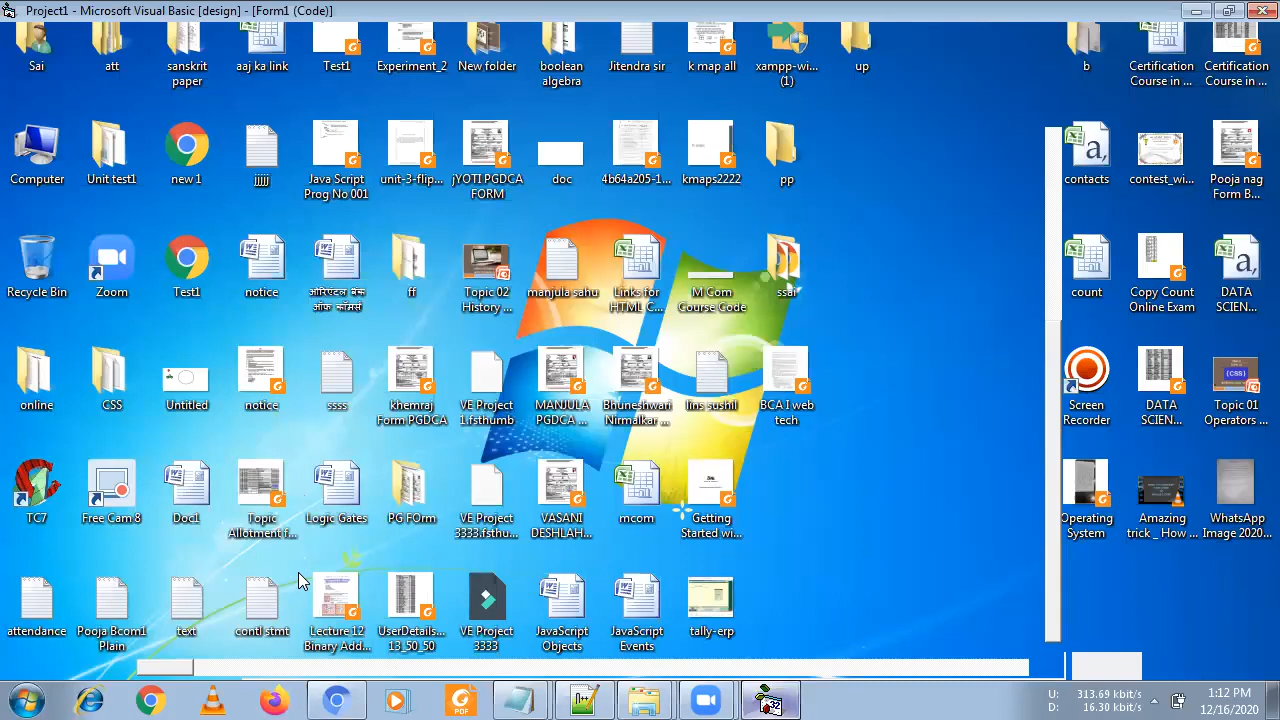 Project1 - Microsoft Visual Basic [design] - [Form1 (Code)]
Sai
att
sanskrit
paper
aaj ka link
Test1
Experiment_2
New folder
boolean
algebra
Jitendra sir
k map all
xampp-wi...
(1)
up
b
Certification
Course in ...
Certification
Course in ...
Computer
Unit test1
new 1
jjjjj
Java Script
Prog No 001
unit-3-flip...
jYOTI PGDCA
FORM
doc
4b64a205-1...
kmaps2222
pp
contacts
contest_wi...
Pooja nag
Form B...
Recycle Bin
Zoom
Test1
notice
ओरिएंटल बैंक
ऑफ कॉमर्स
ff
Topic 02
History ...
manjula sahu
Links for
HTML C...
M Com
Course Code
ssai
count
Copy Count
Online Exam
DATA
SCIEN...
online
CSS
Untitled
notice
ssss
khemraj
Form PGDCA
VE Project
1.fsthumb
MANJULA
PGDCA ...
Bhuneshwari
Nirmalkar ...
lins sushil
BCA I web
tech
Screen
Recorder
DATA
SCIEN...
{CSS}
Topic 01
Operators ...
TC7
Free Cam 8
Doc1
Topic
Allotment f...
Logic Gates
PG FOrm
VE Project
3333.fsthu...
VASANI
DESHLAH...
mcom
Getting
Started wi...
Operating
System
Amazing
trick _ How ...
WhatsApp
Image 2020...
attendance
Pooja Bcom1
Plain
text
contl stmt
Lecture 12
Binary Add...
UserDetails...
13_50_50
VE Project
3333
JavaScript
Objects
JavaScript
Events
tally-erp
PDF
32
U: 313.69 kbit/s
D: 16.30 kbit/s
1:12 PM
12/16/2020